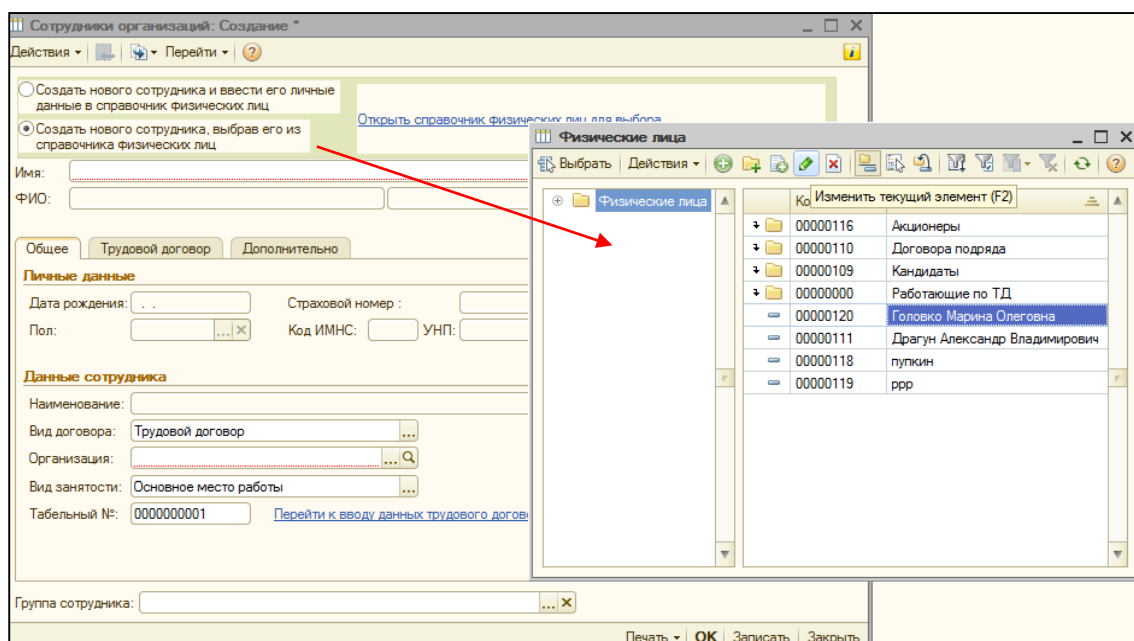 Сотрудники организаций: Создание *
Действия Перейти
Создать нового сотрудника и ввести его личные
данные в справочник физических лиц
Создать нового сотрудника, выбрав его из
справочника физических лиц
Открыть справочник физических лиц для выбора
Имя:
ФИО:
Общее Трудовой договор Дополнительно
Личные данные
Дата рождения: . .
Страховой номер :
Пол:
Код ИМНС:
УНП:
Данные сотрудника
Наименование:
Вид договора: Трудовой договор
Организация:
Вид занятости: Основное место работы
Табельный №: 0000000001 Перейти к вводу данных трудового догов
Группа сотрудника:
Печать OK Записать Закрыть
Физические лица
Выбрать Действия
Физические лица
Ко Изменить текущий элемент (F2)
00000116 Акционеры
00000110 Договора подряда
00000109 Кандидаты
00000000 Работающие по ТД
00000120 Головко Марина Олеговна
00000111 Драгун Александр Владимирович
00000118 пупкин
00000119 ррр